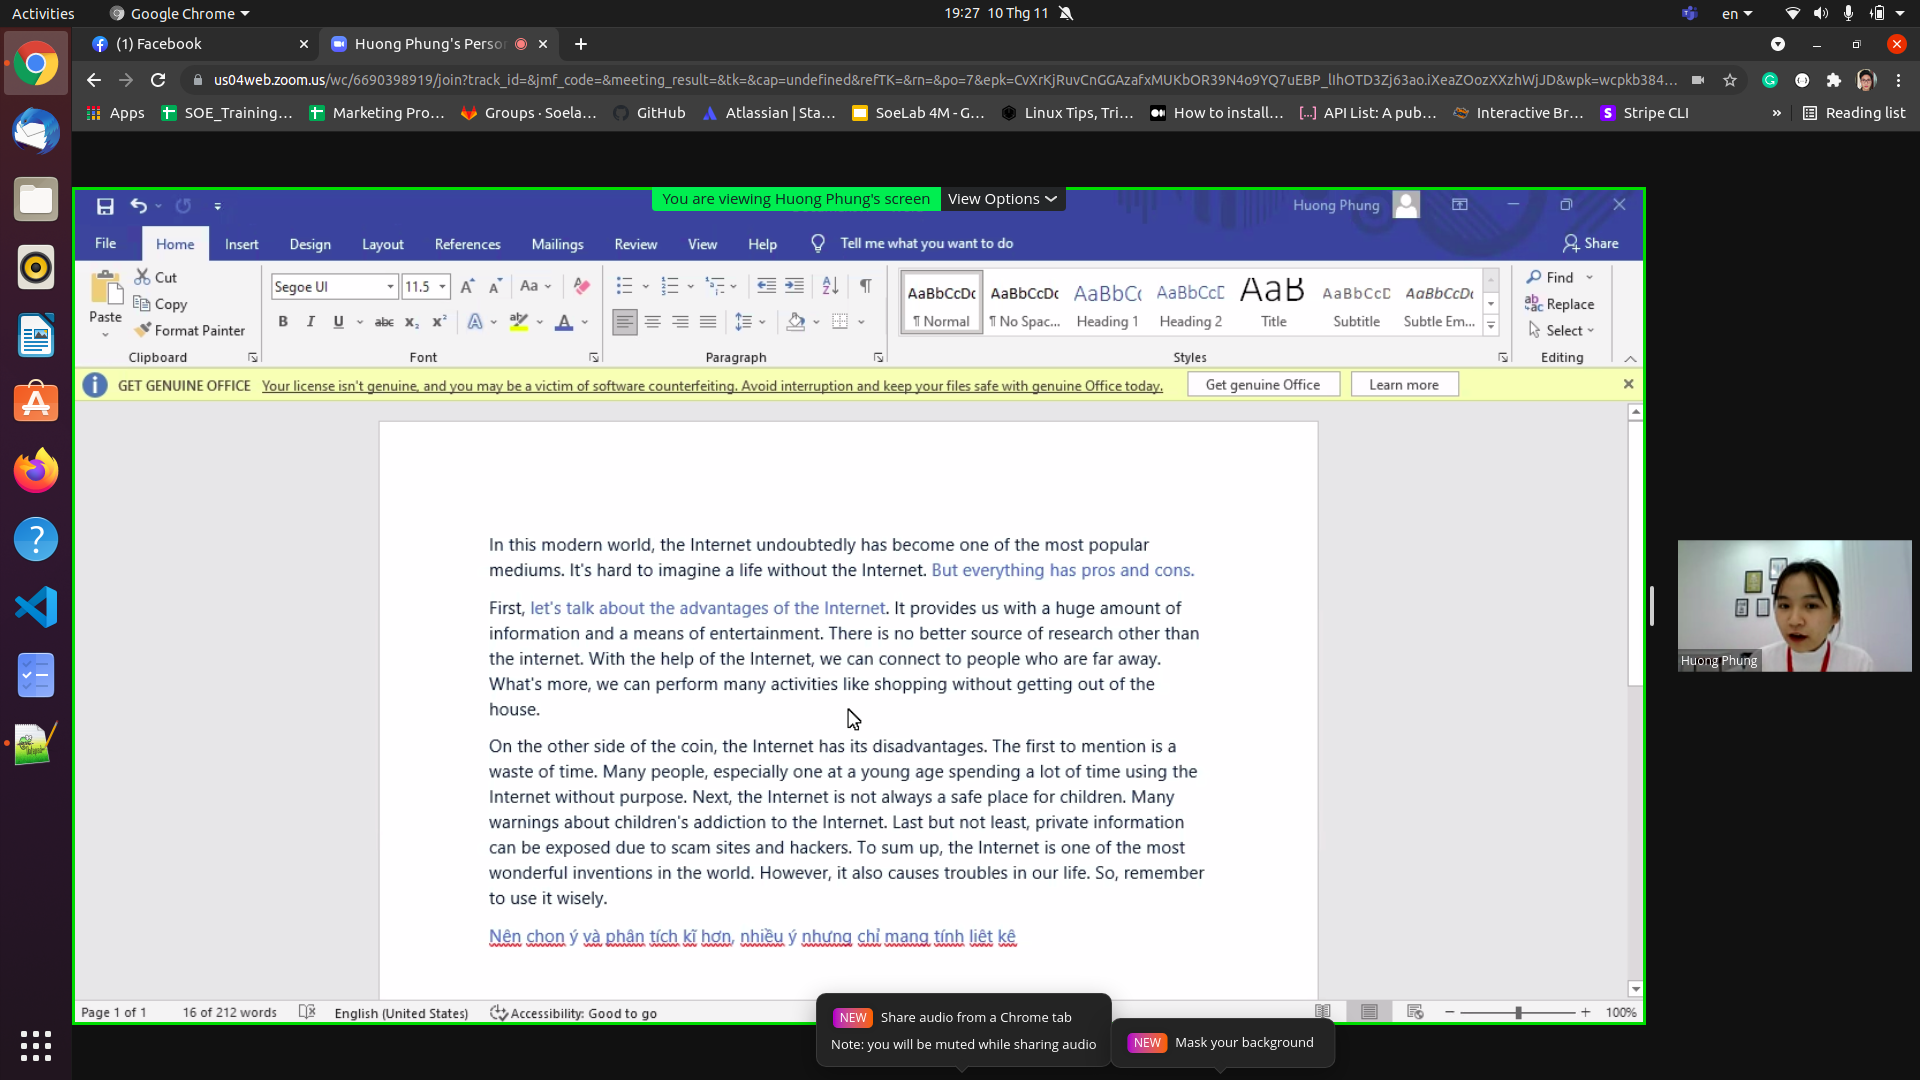 Activities
Google Chrome
19:27 10 Thg 11
en
(1) Facebook
Huong Phung's Perso
us04web.zoom.us/wc/6690398919/join?track_id=&jmf_code=&meeting_result=&tk=&cap=undefined&refTK=&rn=&po=7&epk=CvXrKjRuvCnGGAzafxMUKbOR39N4o9YQ7uEBP_lIhOTD3Zj63ao.iXeaZOozXXzhWjJD&wpk=wcpkb384...
Apps
SOE_Training...
Marketing Pro...
Groups · Soela...
GitHub
Atlassian | Sta...
SoeLab 4M - G...
Linux Tips, Tri...
How to install...
API List: A pub...
Interactive Br...
Stripe CLI
»
Reading list
You are viewing Huong Phung's screen
View Options
Huong Phung
File
Home
Insert
Design
Layout
References
Mailings
Review
View
Help
Tell me what you want to do
Share
Paste
Cut
Copy
Format Painter
Clipboard
Segoe UI
11.5
Aa
B I U abc x₂ x²
Font
Paragraph
AaBbCcDc
¶ Normal
AaBbCcDc
¶ No Spac...
AaBbCc
Heading 1
AaBbCcD
Heading 2
AaB
Title
AaBbCcD
Subtitle
AaBbCcDc
Subtle Em...
Styles
Find
Replace
Select
Editing
GET GENUINE OFFICE Your license isn't genuine, and you may be a victim of software counterfeiting. Avoid interruption and keep your files safe with genuine Office today.
Get genuine Office
Learn more
In this modern world, the Internet undoubtedly has become one of the most popular
mediums. It's hard to imagine a life without the Internet. But everything has pros and cons.
First, let's talk about the advantages of the Internet. It provides us with a huge amount of
information and a means of entertainment. There is no better source of research other than
the internet. With the help of the Internet, we can connect to people who are far away.
What's more, we can perform many activities like shopping without getting out of the
house.
On the other side of the coin, the Internet has its disadvantages. The first to mention is a
waste of time. Many people, especially one at a young age spending a lot of time using the
Internet without purpose. Next, the Internet is not always a safe place for children. Many
warnings about children's addiction to the Internet. Last but not least, private information
can be exposed due to scam sites and hackers. To sum up, the Internet is one of the most
wonderful inventions in the world. However, it also causes troubles in our life. So, remember
to use it wisely.
Nên chọn ý và phân tích kĩ hơn, nhiều ý nhưng chỉ mang tính liệt kê
Huong Phung
Page 1 of 1
16 of 212 words
English (United States)
Accessibility: Good to go
100%
NEW Share audio from a Chrome tab
Note: you will be muted while sharing audio
NEW Mask your background